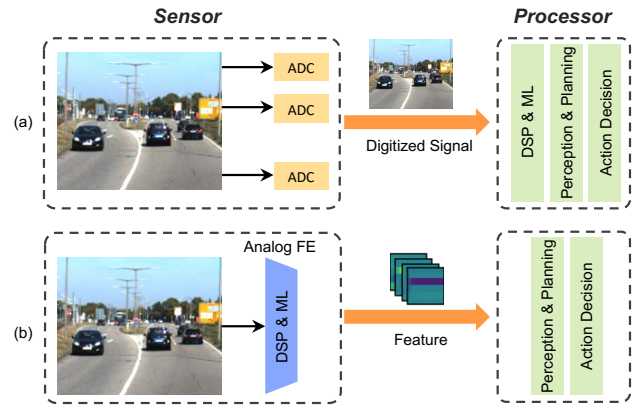 Sensor
Processor
(a)
ADC
ADC
ADC
Digitized Signal
DSP & ML
Perception & Planning
Action Decision
(b)
Analog FE
DSP & ML
Feature
Perception & Planning
Action Decision